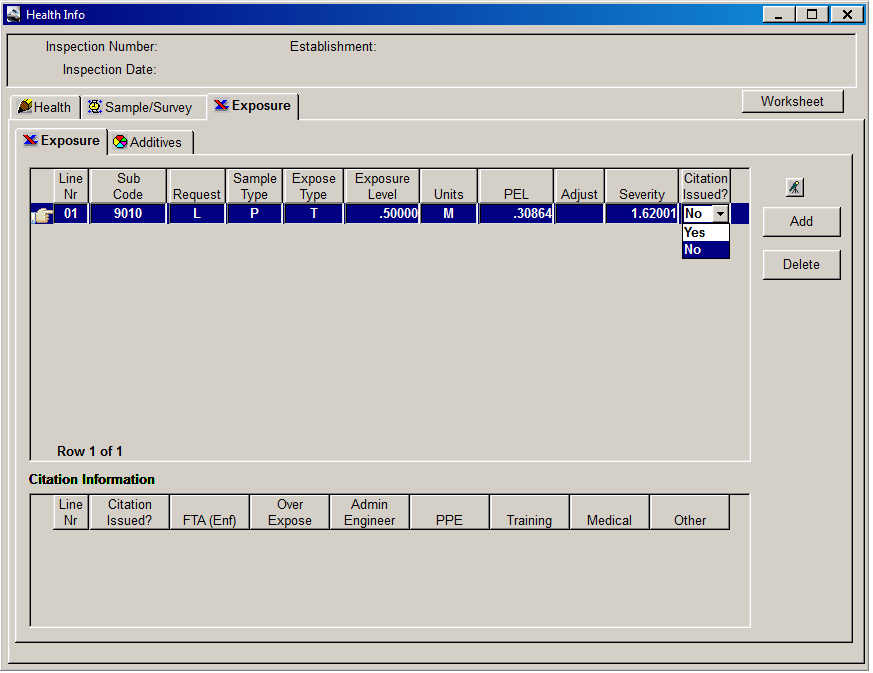 Health Info
Inspection Number: Establishment:
Inspection Date:
Health Sample/Survey Exposure Worksheet
Exposure Additives
Line Nr Sub Code Request Sample Type Expose Type Exposure Level Units PEL Adjust Severity Citation Issued?
01 9010 L P T .50000 M .30864 1.62001 No
Yes
No
Add
Delete
Row 1 of 1
Citation Information
Line Nr Citation Issued? FTA (Enf) Over Expose Admin Engineer PPE Training Medical Other